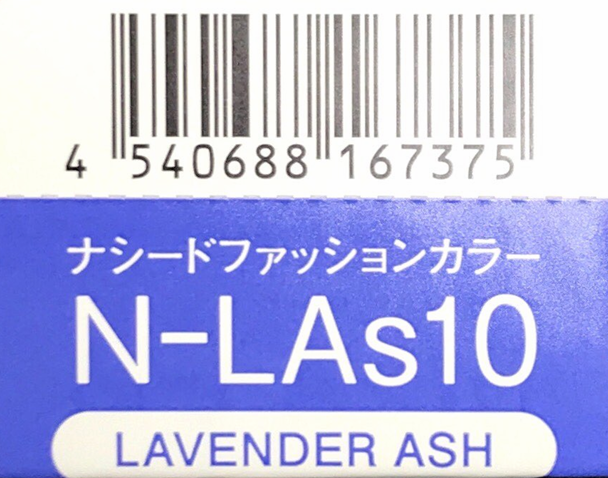 4 540688 167375
ナシードファッションカラー
N-LAs10
LAVENDER ASH